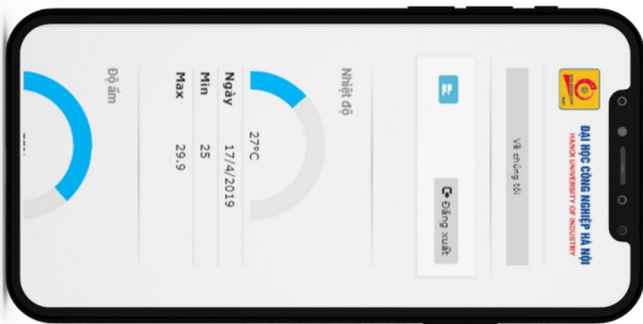 ĐẠI HỌC CÔNG NGHIỆP HÀ NỘI
HANOI UNIVERSITY OF INDUSTRY
Về chúng tôi
Đăng xuất
Nhiệt độ
27°C
Ngày 17/4/2019
Min 25
Max 29.9
Độ ẩm